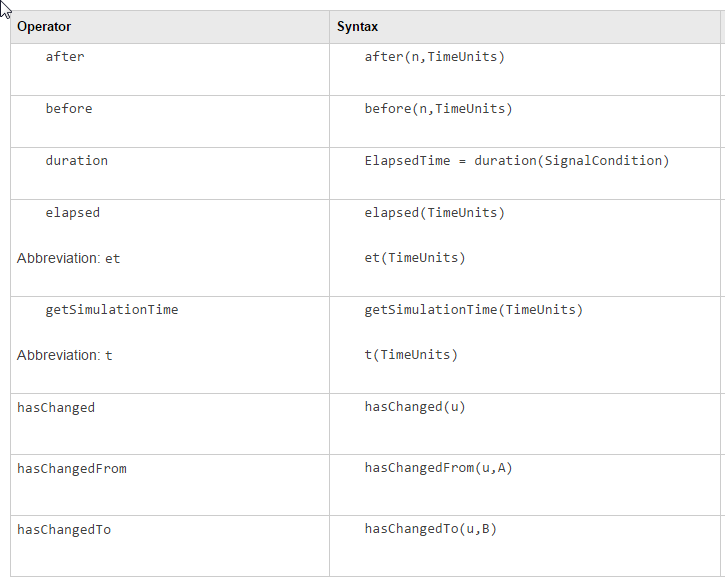 Operator Syntax
after after(n,TimeUnits)
before before(n,TimeUnits)
duration ElapsedTime = duration(SignalCondition)
elapsed elapsed(TimeUnits)
Abbreviation: et et(TimeUnits)
getSimulationTime getSimulationTime(TimeUnits)
Abbreviation: t t(TimeUnits)
hasChanged hasChanged(u)
hasChangedFrom hasChangedFrom(u,A)
hasChangedTo hasChangedTo(u,B)